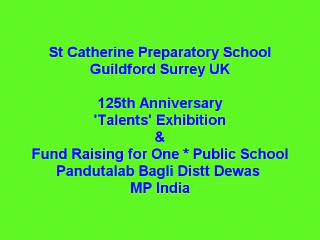 St Catherine Preparatory School
Guildford Surrey UK
125th Anniversary
'Talents' Exhibition
&
Fund Raising for One * Public School
Pandutalab Bagli Distt Dewas
MP India